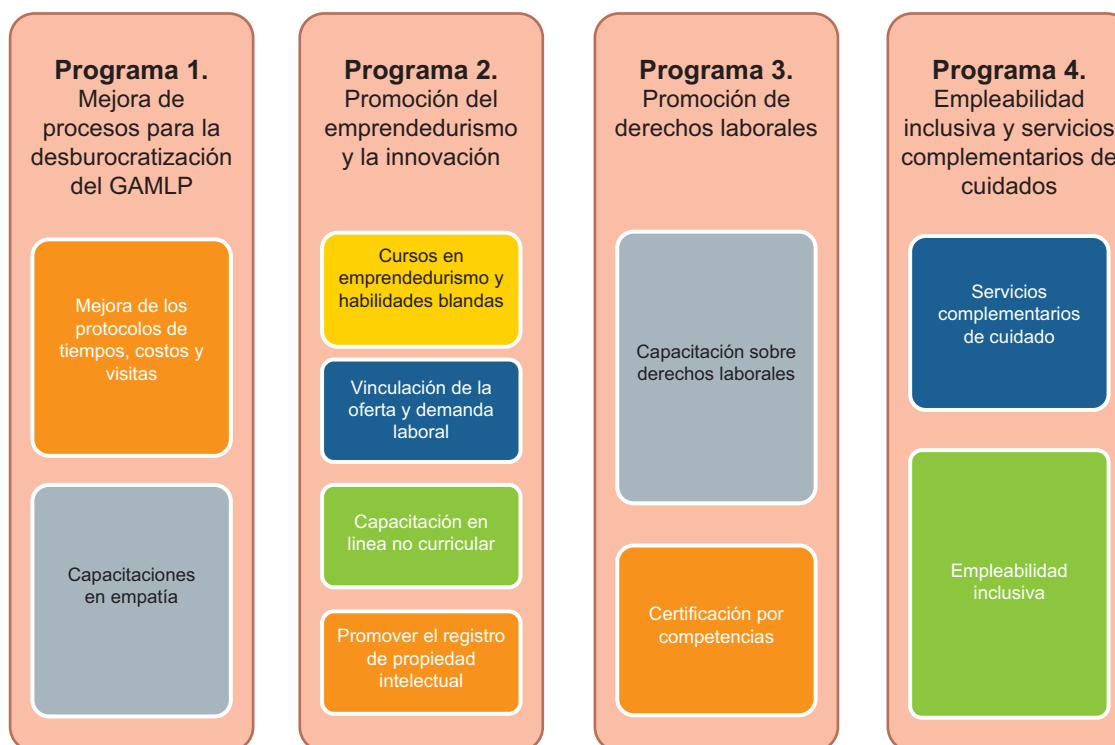 Programa 1.
Mejora de
procesos para la
desburocratización
del GAMLP
Mejora de los
protocolos de
tiempos, costos y
visitas
Capacitaciones
en empatía
Programa 2.
Promoción del
emprendedurismo
y la innovación
Cursos en
emprendedurismo y
habilidades blandas
Vinculación de la
oferta y demanda
laboral
Capacitación en
linea no curricular
Promover el registro
de propiedad
intelectual
Programa 3.
Promoción de
derechos laborales
Capacitación sobre
derechos laborales
Certificación por
competencias
Programa 4.
Empleabilidad
inclusiva y servicios
complementarios de
cuidados
Servicios
complementarios
de cuidado
Empleabilidad
inclusiva